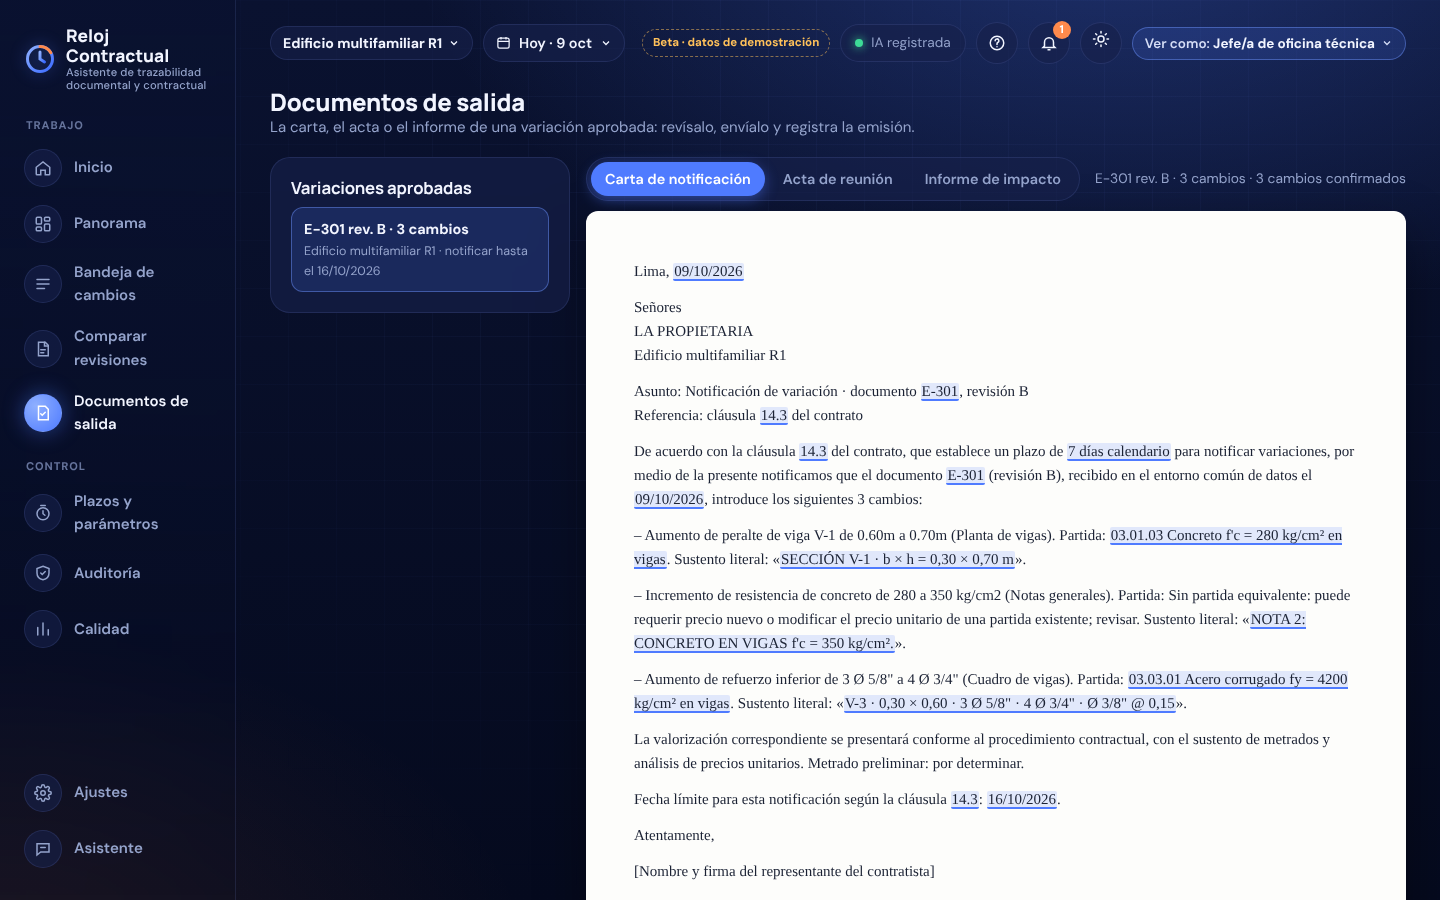 Reloj
Contractual
Asistente de trazabilidad
documental y contractual
TRABAJO
Inicio
Panorama
Bandeja de
cambios
Comparar
revisiones
Documentos de
salida
CONTROL
Plazos y
parámetros
Auditoría
Calidad
Ajustes
Asistente
Edificio multifamiliar R1
Hoy · 9 oct
Beta · datos de demostración
IA registrada
1
Ver como: Jefe/a de oficina técnica
Documentos de salida
La carta, el acta o el informe de una variación aprobada: revísalo, envíalo y registra la emisión.
Variaciones aprobadas
E-301 rev. B · 3 cambios
Edificio multifamiliar R1 · notificar hasta
el 16/10/2026
Carta de notificación
Acta de reunión
Informe de impacto
E-301 rev. B · 3 cambios · 3 cambios confirmados
Lima, 09/10/2026
Señores
LA PROPIETARIA
Edificio multifamiliar R1
Asunto: Notificación de variación · documento E-301, revisión B
Referencia: cláusula 14.3 del contrato
De acuerdo con la cláusula 14.3 del contrato, que establece un plazo de 7 días calendario para notificar variaciones, por
medio de la presente notificamos que el documento E-301 (revisión B), recibido en el entorno común de datos el
09/10/2026, introduce los siguientes 3 cambios:
– Aumento de peralte de viga V-1 de 0.60m a 0.70m (Planta de vigas). Partida: 03.01.03 Concreto f'c = 280 kg/cm² en
vigas. Sustento literal: «SECCIÓN V-1 · b × h = 0,30 × 0,70 m».
– Incremento de resistencia de concreto de 280 a 350 kg/cm2 (Notas generales). Partida: Sin partida equivalente: puede
requerir precio nuevo o modificar el precio unitario de una partida existente; revisar. Sustento literal: «NOTA 2:
CONCRETO EN VIGAS f'c = 350 kg/cm².».
– Aumento de refuerzo inferior de 3 Ø 5/8" a 4 Ø 3/4" (Cuadro de vigas). Partida: 03.03.01 Acero corrugado fy = 4200
kg/cm² en vigas. Sustento literal: «V-3 · 0,30 × 0,60 · 3 Ø 5/8" · 4 Ø 3/4" · Ø 3/8" @ 0,15».
La valorización correspondiente se presentará conforme al procedimiento contractual, con el sustento de metrados y
análisis de precios unitarios. Metrado preliminar: por determinar.
Fecha límite para esta notificación según la cláusula 14.3: 16/10/2026.
Atentamente,
[Nombre y firma del representante del contratista]